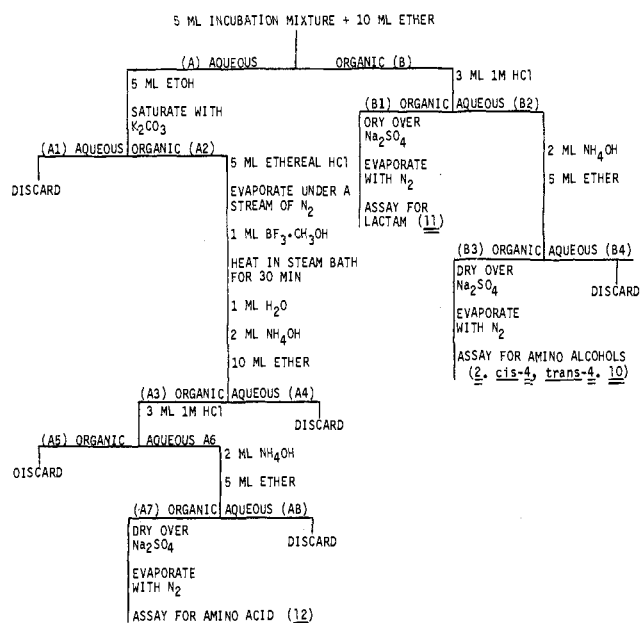 5 ML INCUBATION MIXTURE + 10 ML ETHER
(A) AQUEOUS ORGANIC (B)
5 ML ETOH
SATURATE WITH
K2CO3
3 ML 1M HCl
(B1) ORGANIC AQUEOUS (B2)
DRY OVER
Na2SO4
EVAPORATE
WITH N2
ASSAY FOR
LACTAM (11)
2 ML NH4OH
5 ML ETHER
(A1) AQUEOUS ORGANIC (A2)
DISCARD
5 ML ETHEREAL HCl
EVAPORATE UNDER A
STREAM OF N2
1 ML BF3•CH3OH
HEAT IN STEAM BATH
FOR 30 MIN
1 ML H2O
2 ML NH4OH
10 ML ETHER
(B3) ORGANIC AQUEOUS (B4)
DRY OVER
Na2SO4
EVAPORATE
WITH N2
ASSAY FOR AMINO ALCOHOLS
(2. cis-4, trans-4. 10)
DISCARD
(A3) ORGANIC AQUEOUS (A4)
3 ML 1M HCl
DISCARD
(A5) ORGANIC AQUEOUS A6
DISCARD
2 ML NH4OH
5 ML ETHER
(A7) ORGANIC AQUEOUS (A8)
DRY OVER
Na2SO4
EVAPORATE
WITH N2
ASSAY FOR AMINO ACID (12)
DISCARD